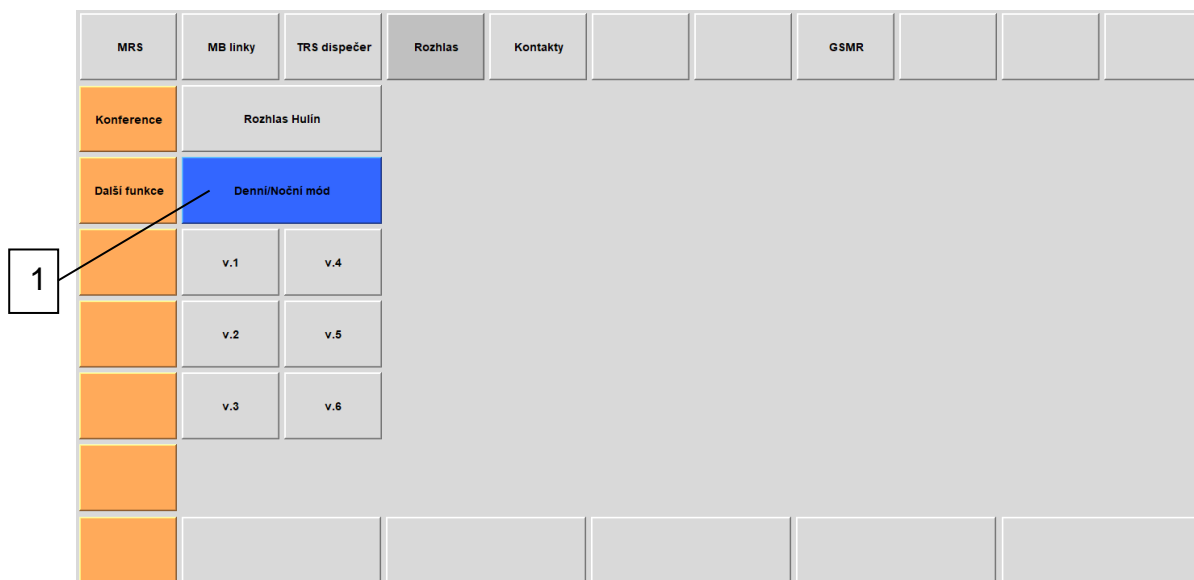 MRS
MB linky
TRS dispečer
Rozhlas
Kontakty
GSMR
Konference
Rozhlas Hulín
Další funkce
Denní/Noční mód
v.1
v.4
1
v.2
v.5
v.3
v.6